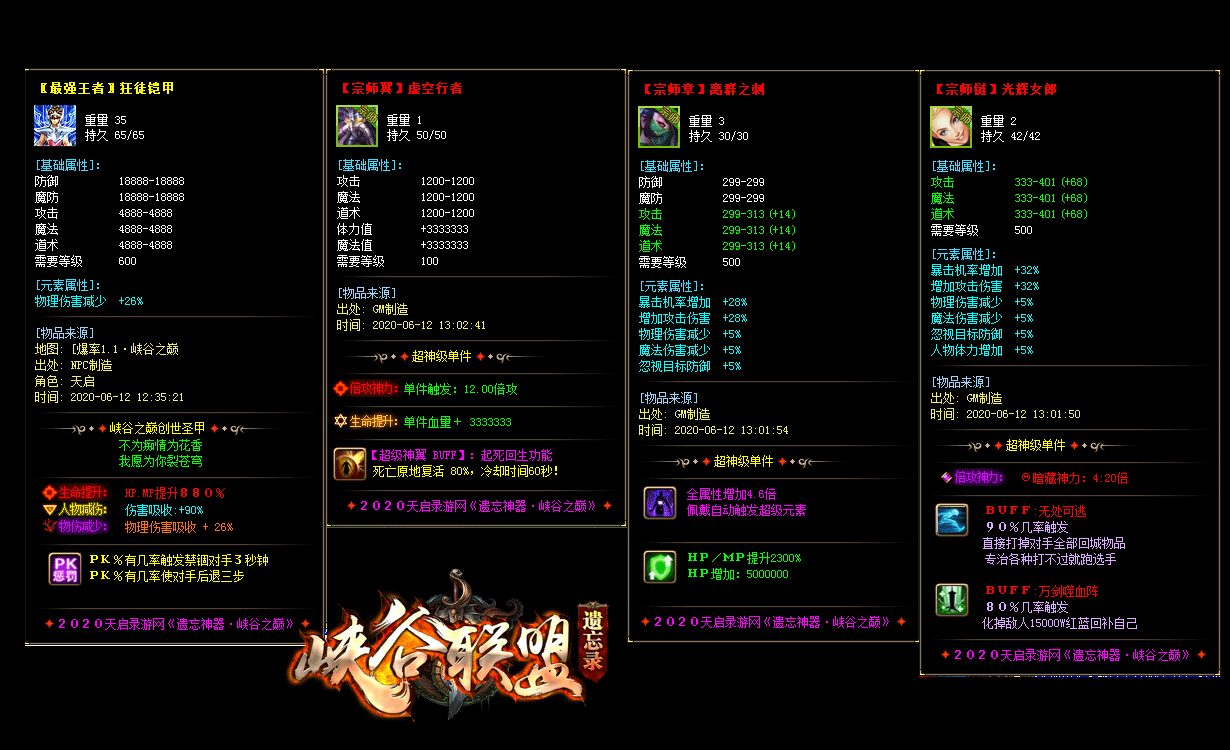 【最强王者】狂徒铠甲
重量 35
持久 65/65
[基础属性]:
防御 18888-18888
魔防 18888-18888
攻击 4888-4888
魔法 4888-4888
道术 4888-4888
需要等级 600
[元素属性]:
物理伤害减少 +26%
[物品来源]
地图: [爆率1.1·峡谷之巅
出处: NPC制造
角色: 天启
时间: 2020-06-12 12:35:21
峡谷之巅创世圣甲
不为痴情为花香
我愿为你裂苍穹
生命提升: HP.MP提升880%
人物减伤: 伤害吸收:+90%
物伤减少: 物理伤害吸收 + 26%
PK惩罚
PK%有几率触发禁锢对手3秒钟
PK%有几率使对手后退三步
2020天启录游网《遗忘神器·峡谷之巅》
【宗师翼】虚空行者
重量 1
持久 50/50
[基础属性]:
攻击 1200-1200
魔法 1200-1200
道术 1200-1200
体力值 +3333333
魔法值 +3333333
需要等级 100
[物品来源]
出处: GM制造
时间: 2020-06-12 13:02:41
超神级单件
倍攻神力: 单件触发: 12.00倍攻
生命提升: 单件血量+ 3333333
【超级神翼 BUFF】: 起死回生功能
死亡原地复活 80%, 冷却时间60秒!
2020天启录游网《遗忘神器·峡谷之巅》
【宗师章】离群之刺
重量 3
持久 30/30
[基础属性]:
防御 299-299
魔防 299-299
攻击 299-313 (+14)
魔法 299-313 (+14)
道术 299-313 (+14)
需要等级 500
[元素属性]:
暴击机率增加 +28%
增加攻击伤害 +28%
物理伤害减少 +5%
魔法伤害减少 +5%
忽视目标防御 +5%
[物品来源]
出处: GM制造
时间: 2020-06-12 13:01:54
超神级单件
全属性增加4.6倍
佩戴自动触发超级元素
HP/MP提升2300%
HP增加: 5000000
2020天启录游网《遗忘神器·峡谷之巅》
【宗师链】光辉女郎
重量 2
持久 42/42
[基础属性]:
攻击 333-401 (+68)
魔法 333-401 (+68)
道术 333-401 (+68)
需要等级 500
[元素属性]:
暴击机率增加 +32%
增加攻击伤害 +32%
物理伤害减少 +5%
魔法伤害减少 +5%
忽视目标防御 +5%
人物体力增加 +5%
[物品来源]
出处: GM制造
时间: 2020-06-12 13:01:50
超神级单件
倍攻神力: 暗藏神力: 4.20倍
BUFF:无处可逃
90%几率触发
直接打掉对手全部回城物品
专治各种打不过就跑选手
BUFF:万剑噬血阵
80%几率触发
化掉敌人15000W红蓝回补自己
2020天启录游网《遗忘神器·峡谷之巅》
峡谷联盟
遗忘录